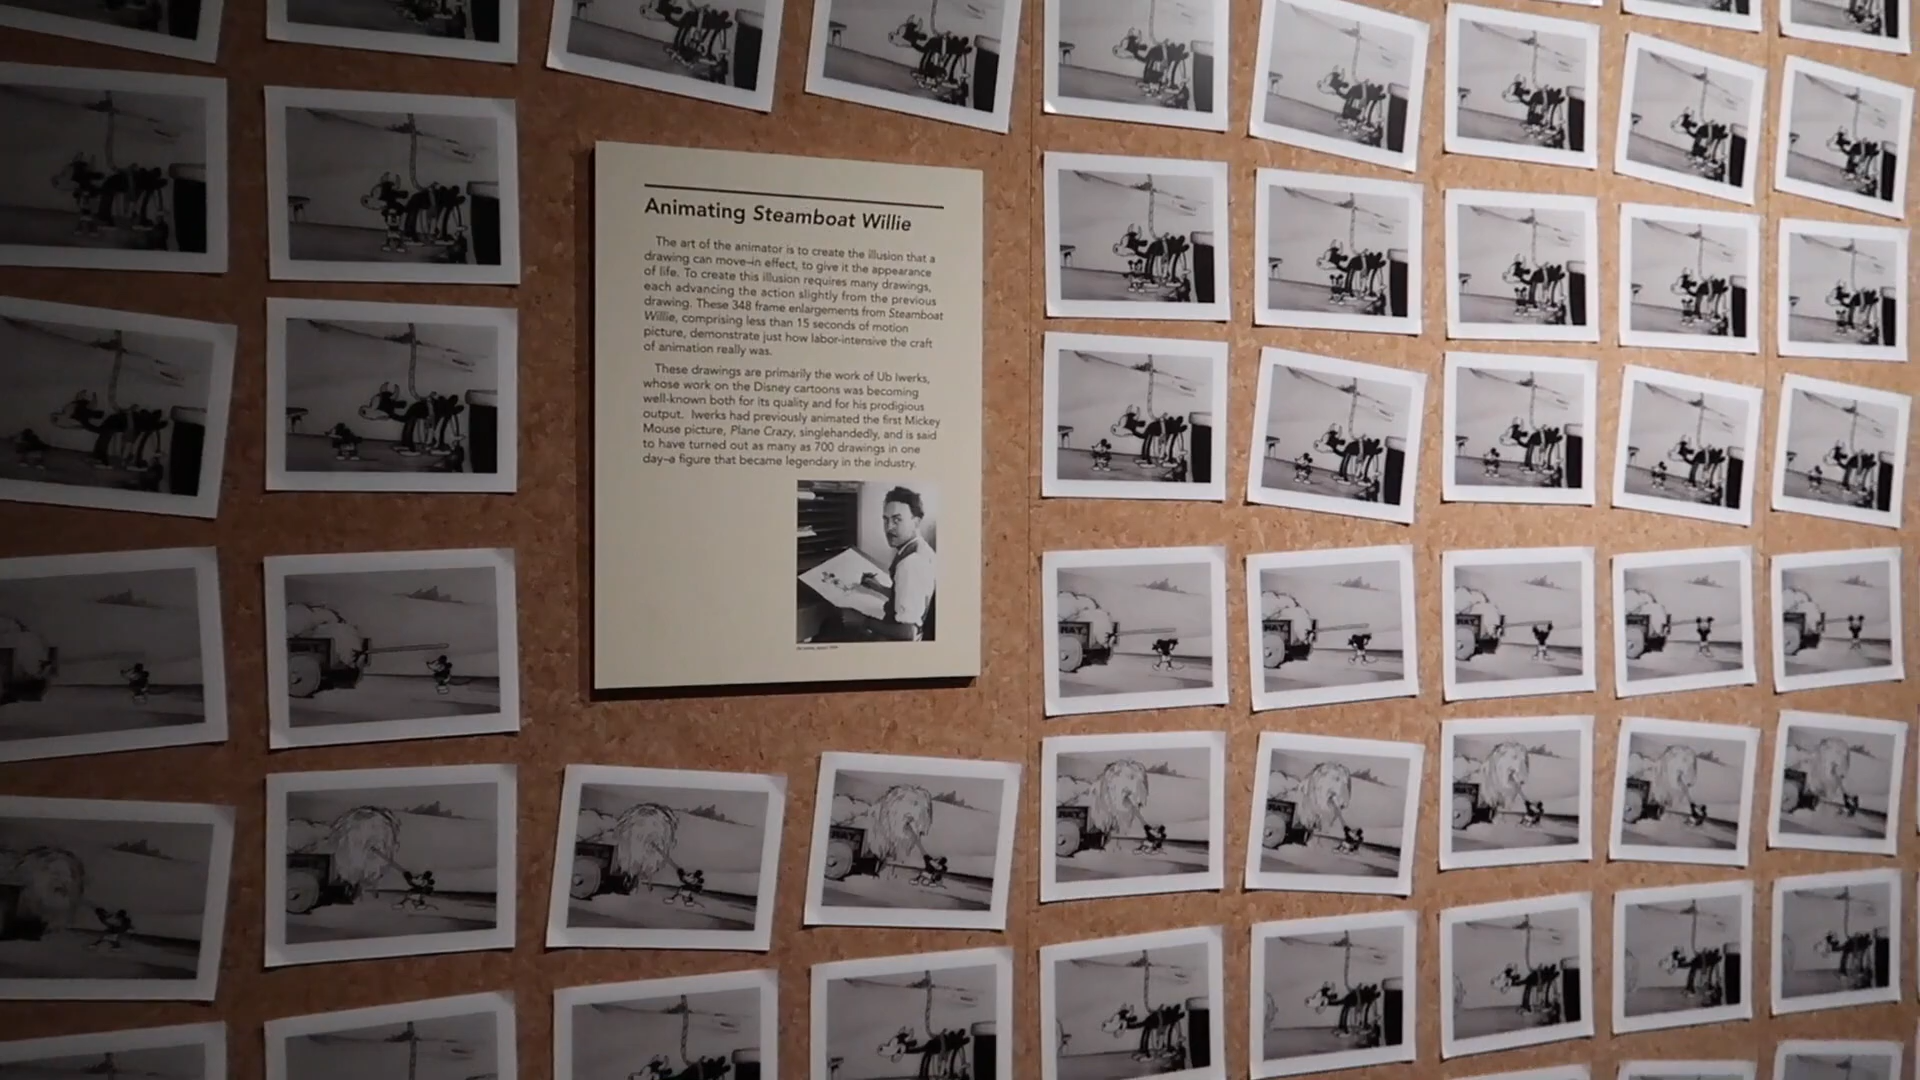 Animating Steamboat Willie
The art of the animator is to create the illusion that a
drawing can move–in effect, to give it the appearance
of life. To create this illusion requires many drawings,
each advancing the action slightly from the previous
drawing. These 348 frame enlargements from Steamboat
Willie, comprising less than 15 seconds of motion
picture, demonstrate just how labor-intensive the craft
of animation really was.
These drawings are primarily the work of Ub Iwerks,
whose work on the Disney cartoons was becoming
well-known both for its quality and for his prodigious
output. Iwerks had previously animated the first Mickey
Mouse picture, Plane Crazy, singlehandedly, and is said
to have turned out as many as 700 drawings in one
day–a figure that became legendary in the industry.
HAY
HAY
HAY
HAY
HAY
HAY